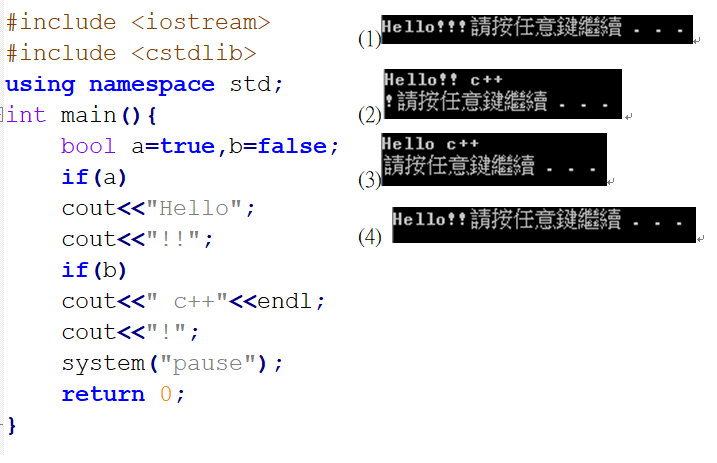 #include <iostream>
#include <cstdlib>
using namespace std;
int main(){
bool a=true,b=false;
if(a)
cout<<"Hello";
cout<<"!!";
if(b)
cout<<" c++"<<endl;
cout<<"!";
system("pause");
return 0;
}
(1)Hello!!!請按任意鍵繼續 . . .
(2)Hello!! c++
!請按任意鍵繼續 . . .
(3)Hello c++
請按任意鍵繼續 . . .
(4) Hello!!請按任意鍵繼續 . . .